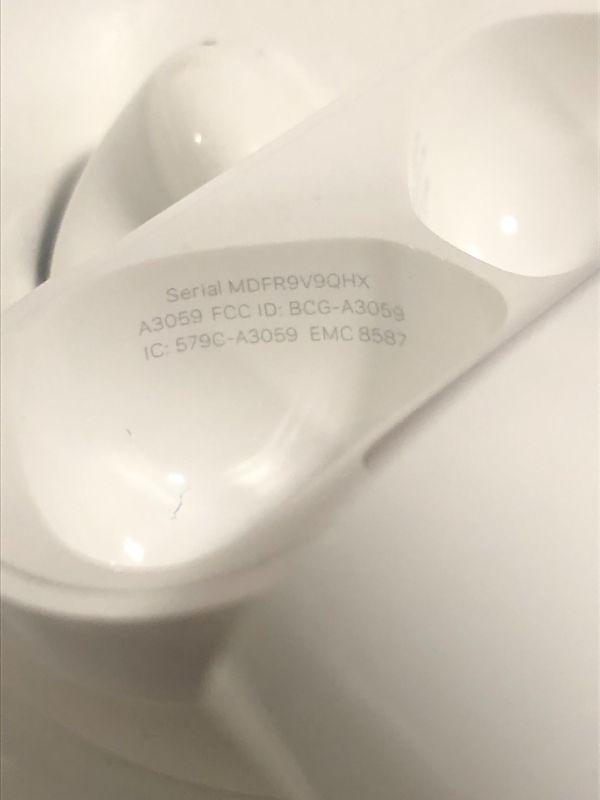 Serial MDFR9V9QHX
A3059 FCC ID: BCG-A3059
IC: 579C-A3059 EMC 8587